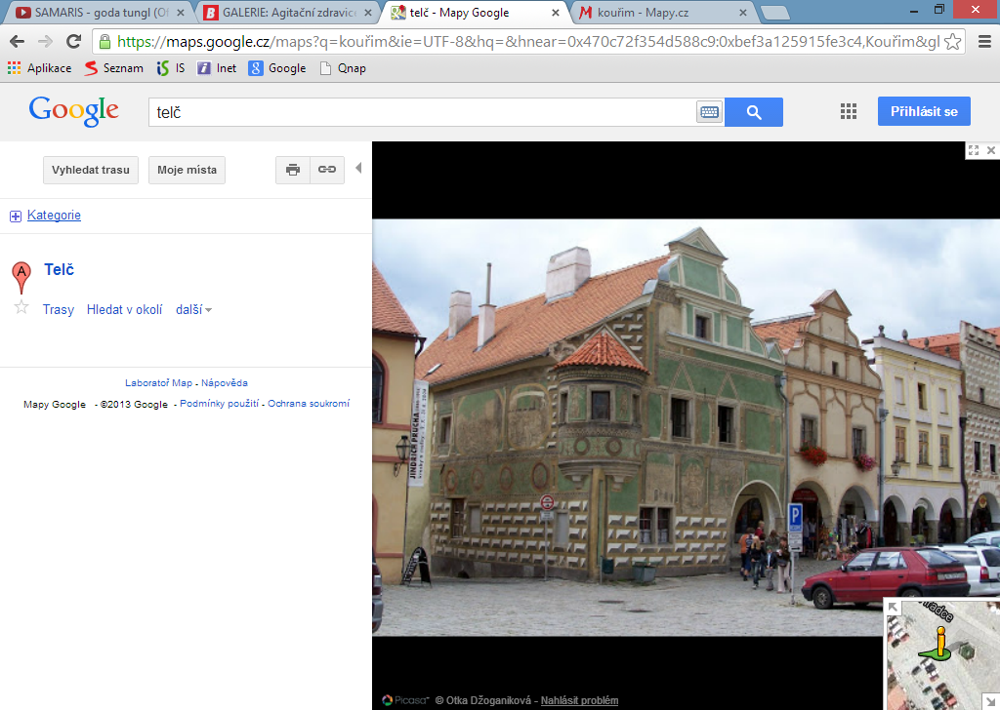 SAMARIS - goda tungl (Of
GALERIE: Agitační zdravice
telč - Mapy Google
kouřim - Mapy.cz
https://maps.google.cz/maps?q=kouřim&ie=UTF-8&hq=&hnear=0x470c72f354d588c9:0xbef3a125915fe3c4,Kouřim&gl
Aplikace Seznam IS Inet Google Qnap
Google telč Přihlásit se
Vyhledat trasu Moje místa
Kategorie
A Telč
Trasy Hledat v okolí další
Laboratoř Map - Nápověda
Mapy Google - ©2013 Google - Podmínky použití - Ochrana soukromí
JINDŘICH PRUCHA
P
Picasa™ © Otka Džoganiková - Nahlásit problém